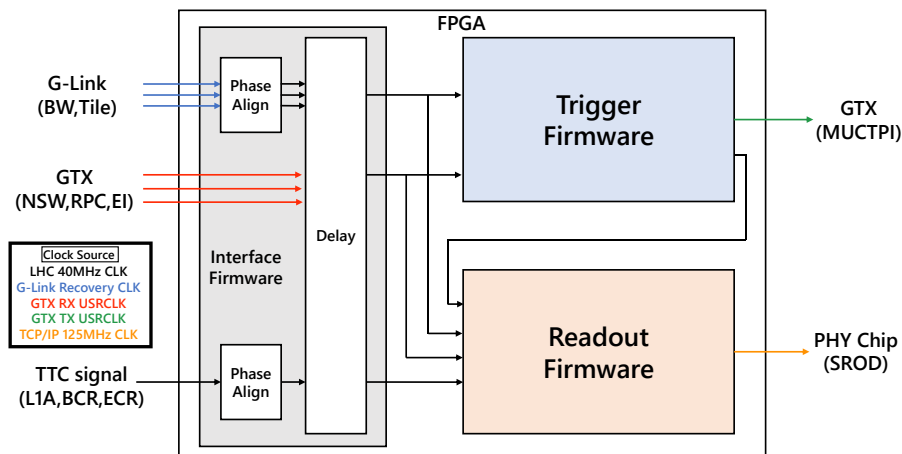 FPGA
G-Link
(BW,Tile)
Phase
Align
Trigger
Firmware
GTX
(MUCTPI)
GTX
(NSW,RPC,EI)
Delay
Interface
Firmware
Clock Source
LHC 40MHz CLK
G-Link Recovery CLK
GTX RX USRCLK
GTX TX USRCLK
TCP/IP 125MHz CLK
Readout
Firmware
PHY Chip
(SROD)
TTC signal
(L1A,BCR,ECR)
Phase
Align